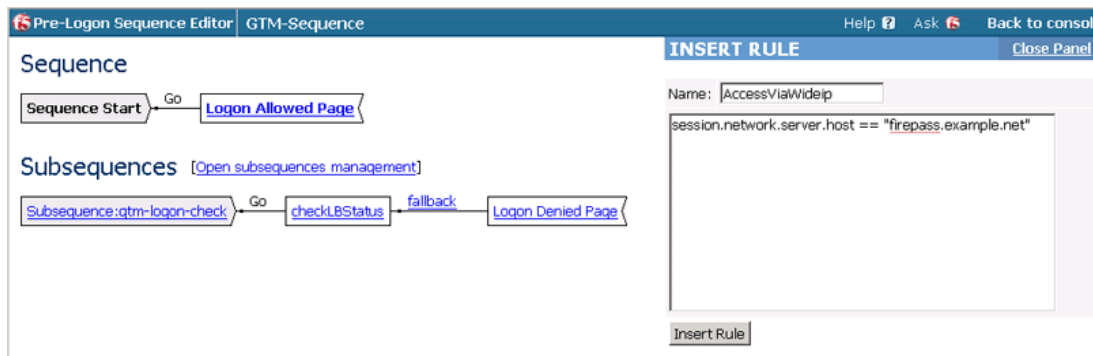 f5 Pre-Logon Sequence Editor GTM-Sequence Help ? Ask f5 Back to consol
INSERT RULE Close Panel
Sequence
Sequence Start Go Logon Allowed Page
Name: AccessViaWideip
session.network.server.host == "firepass.example.net"
Subsequences [Open subsequences management]
Subsequence:gtm-logon-check Go checkLBStatus fallback Logon Denied Page
Insert Rule